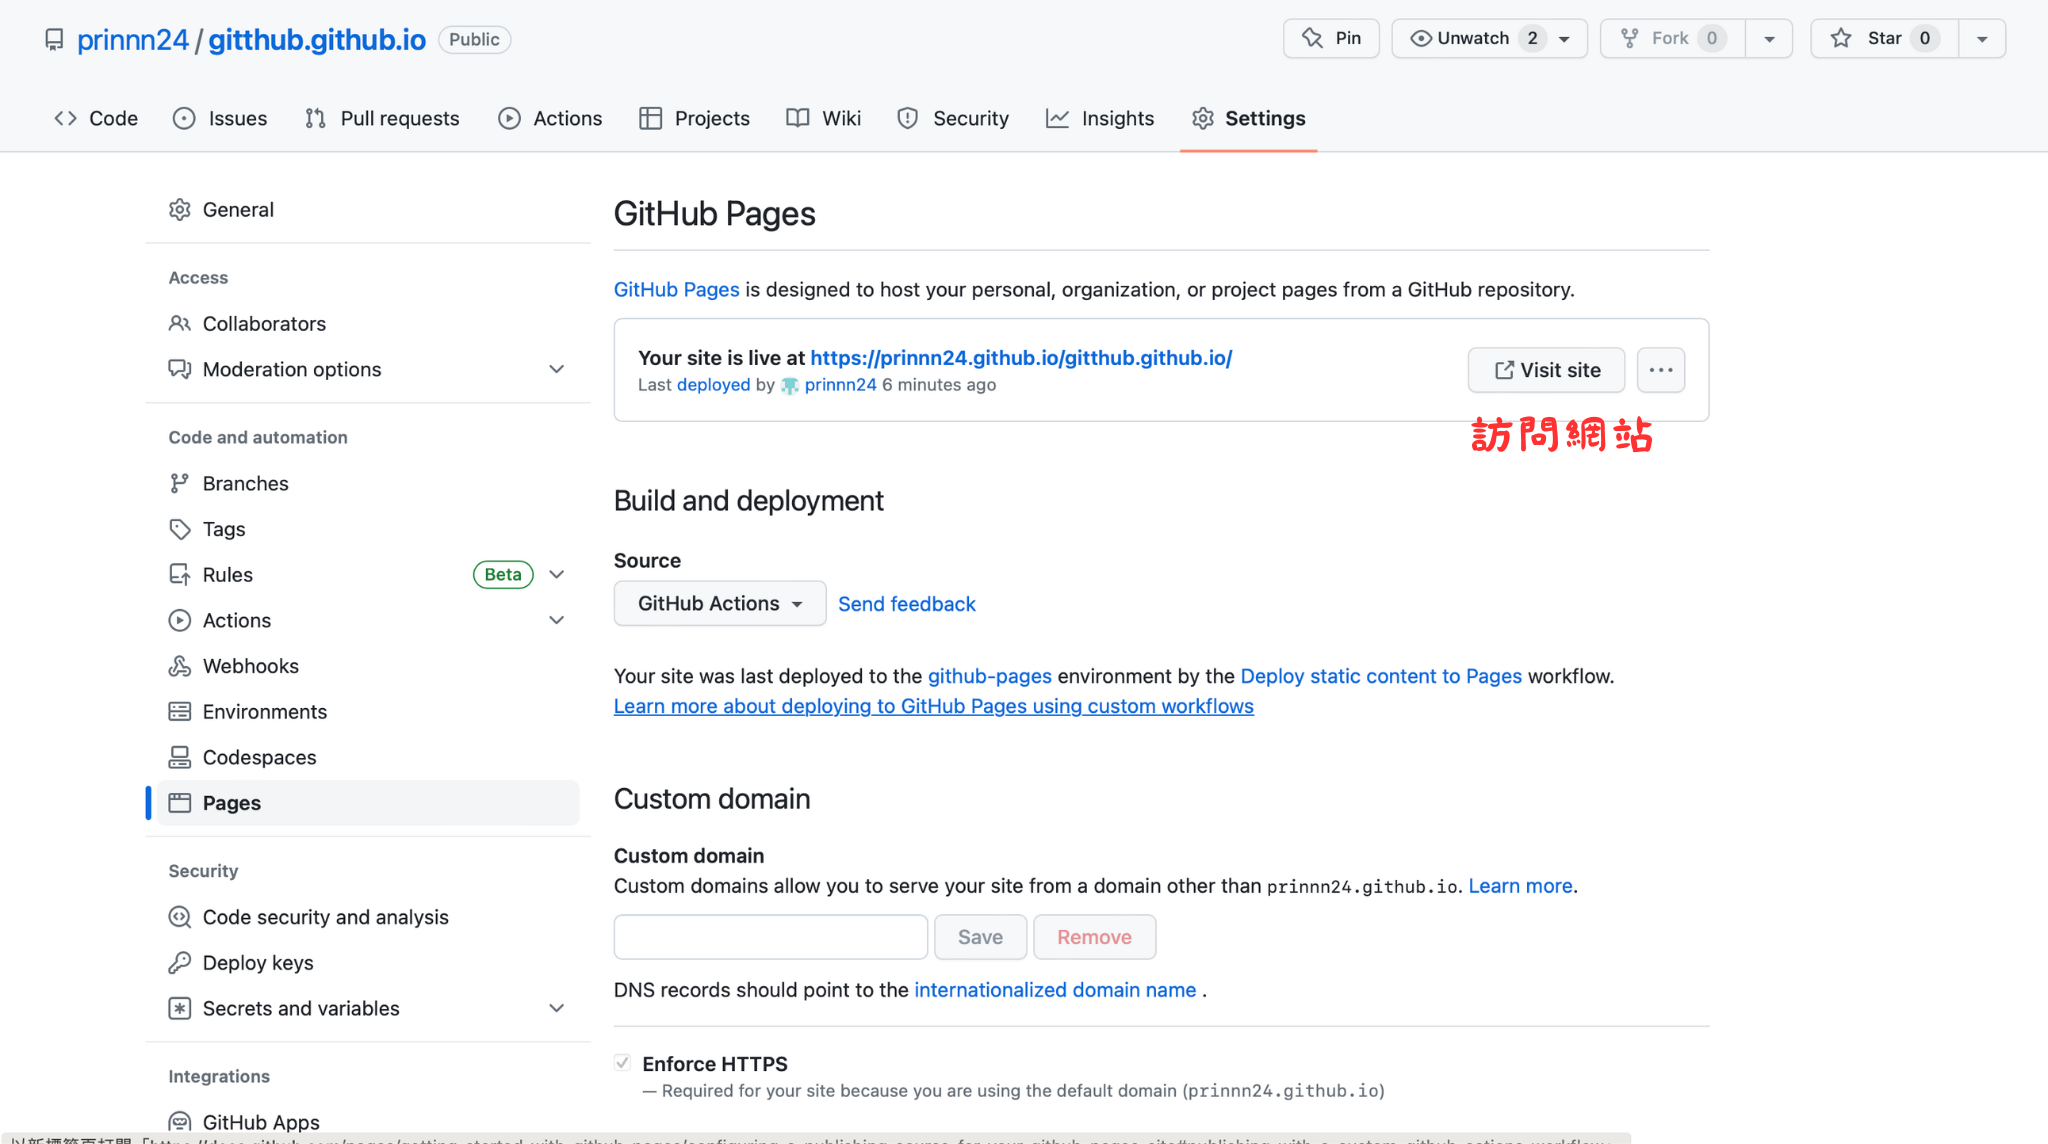 prinnn24 / gitthub.github.io Public
Pin
Unwatch 2
Fork 0
Star 0
Code
Issues
Pull requests
Actions
Projects
Wiki
Security
Insights
Settings
General
Access
Collaborators
Moderation options
Code and automation
Branches
Tags
Rules Beta
Actions
Webhooks
Environments
Codespaces
Pages
Security
Code security and analysis
Deploy keys
Secrets and variables
Integrations
GitHub Apps
GitHub Pages
GitHub Pages is designed to host your personal, organization, or project pages from a GitHub repository.
Your site is live at https://prinnn24.github.io/gitthub.github.io/
Last deployed by prinnn24 6 minutes ago
Visit site
訪問網站
Build and deployment
Source
GitHub Actions Send feedback
Your site was last deployed to the github-pages environment by the Deploy static content to Pages workflow.
Learn more about deploying to GitHub Pages using custom workflows
Custom domain
Custom domain
Custom domains allow you to serve your site from a domain other than prinnn24.github.io. Learn more.
Save Remove
DNS records should point to the internationalized domain name .
Enforce HTTPS
— Required for your site because you are using the default domain (prinnn24.github.io)